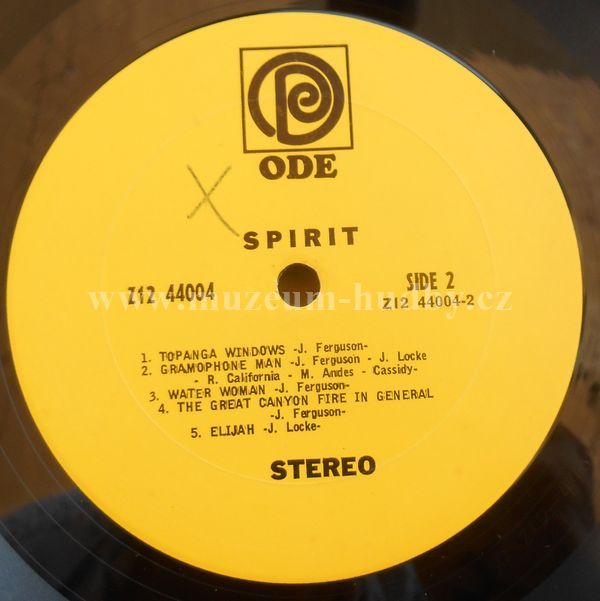 ODE
SPIRIT
Z12 44004
SIDE 2
Z12 44004-2
www.muzeum-hudby.cz
1. TOPANGA WINDOWS -J. Ferguson-
2. GRAMOPHONE MAN -J. Ferguson - J. Locke
- R. California - M. Andes - Cassidy-
3. WATER WOMAN -J. Ferguson-
4. THE GREAT CANYON FIRE IN GENERAL
-J. Ferguson-
5. ELIJAH -J. Locke-
STEREO